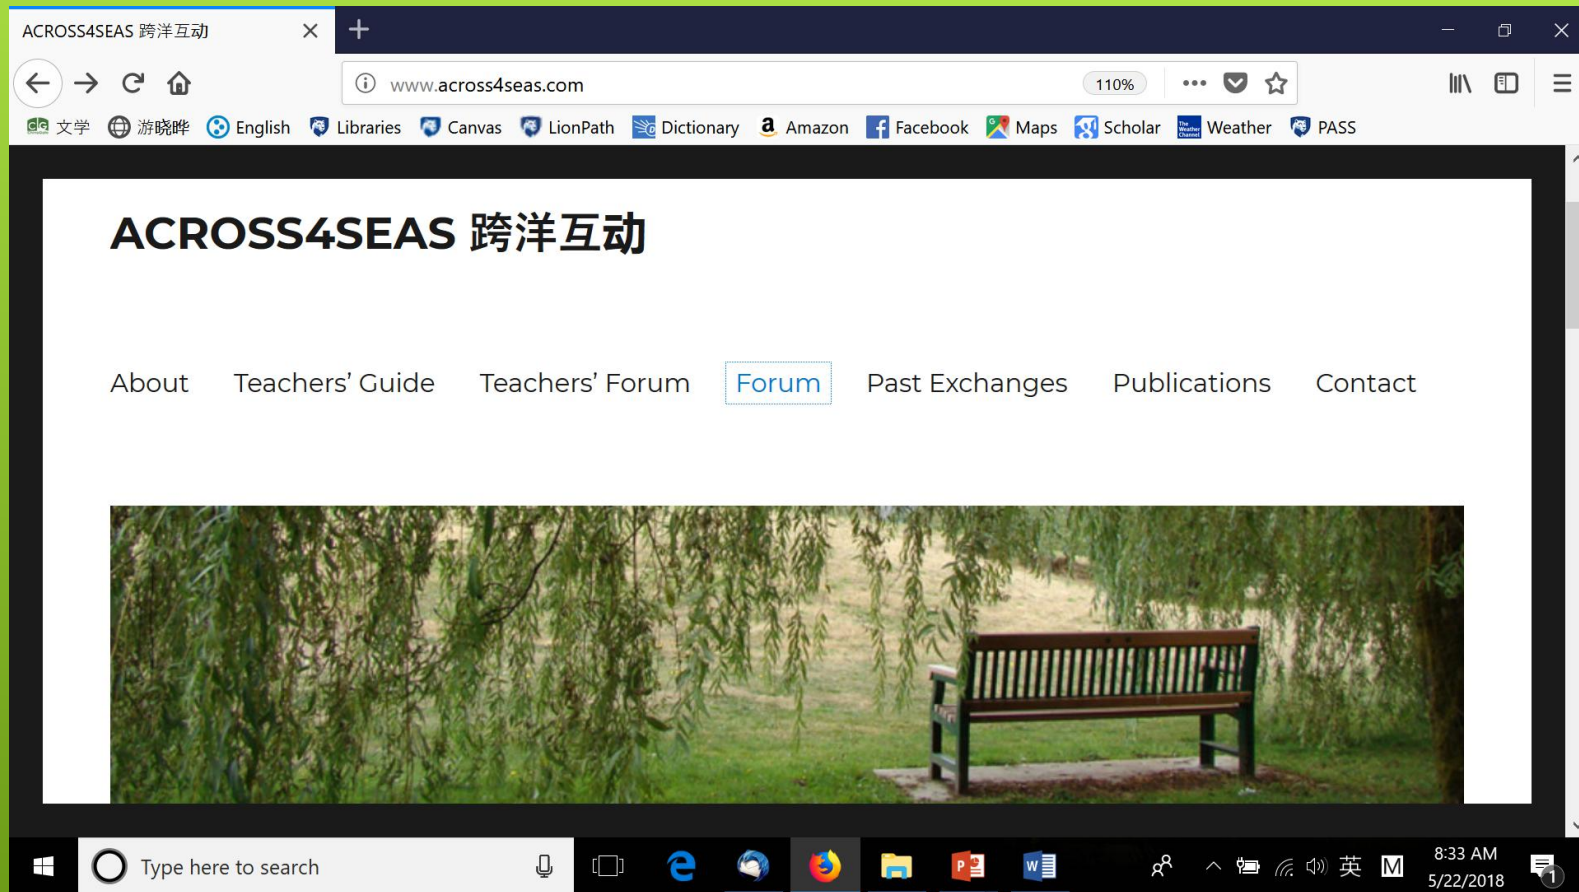 ACROSS4SEAS 跨洋互动
www.across4seas.com 110%
文学 游晓晔 English Libraries Canvas LionPath Dictionary Amazon Facebook Maps Scholar Weather PASS
ACROSS4SEAS 跨洋互动
About Teachers’ Guide Teachers’ Forum Forum Past Exchanges Publications Contact
Type here to search 英 M 8:33 AM
5/22/2018 1